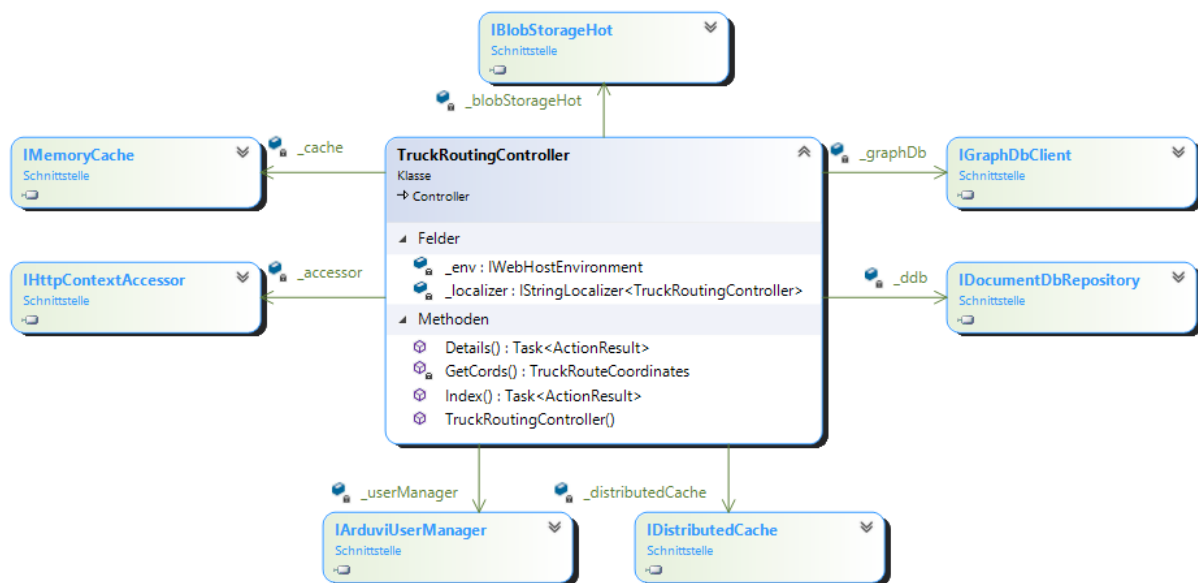 IBlobStorageHot
Schnittstelle
_blobStorageHot
IMemoryCache
Schnittstelle
_cache
TruckRoutingController
Klasse
Controller
_graphDb
IGraphDbClient
Schnittstelle
Felder
_env : IWebHostEnvironment
_localizer : IStringLocalizer<TruckRoutingController>
IHttpContextAccessor
Schnittstelle
_accessor
_ddb
IDocumentDbRepository
Schnittstelle
Methoden
Details() : Task<ActionResult>
GetCords() : TruckRouteCoordinates
Index() : Task<ActionResult>
TruckRoutingController()
_userManager
_distributedCache
IArduviUserManager
Schnittstelle
IDistributedCache
Schnittstelle